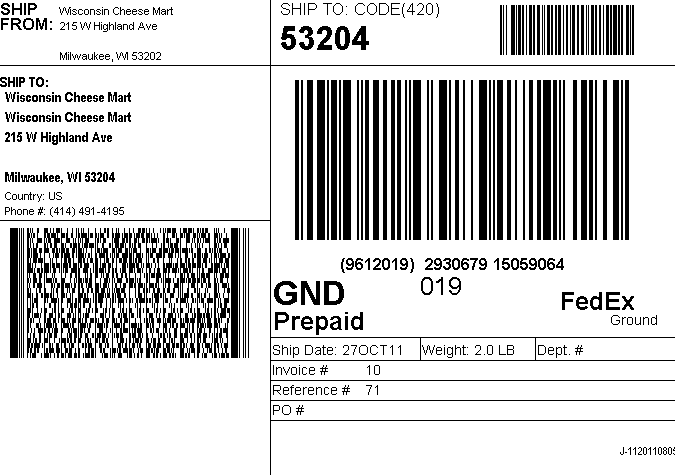 SHIP FROM:
Wisconsin Cheese Mart
215 W Highland Ave
Milwaukee, WI 53202
SHIP TO: CODE(420)
53204
SHIP TO:
Wisconsin Cheese Mart
Wisconsin Cheese Mart
215 W Highland Ave
Milwaukee, WI 53204
Country: US
Phone #: (414) 491-4195
(9612019) 2930679 15059064
GND
Prepaid
019
FedEx
Ground
Ship Date: 27OCT11 Weight: 2.0 LB Dept. #
Invoice # 10
Reference # 71
PO #
J-1120110805